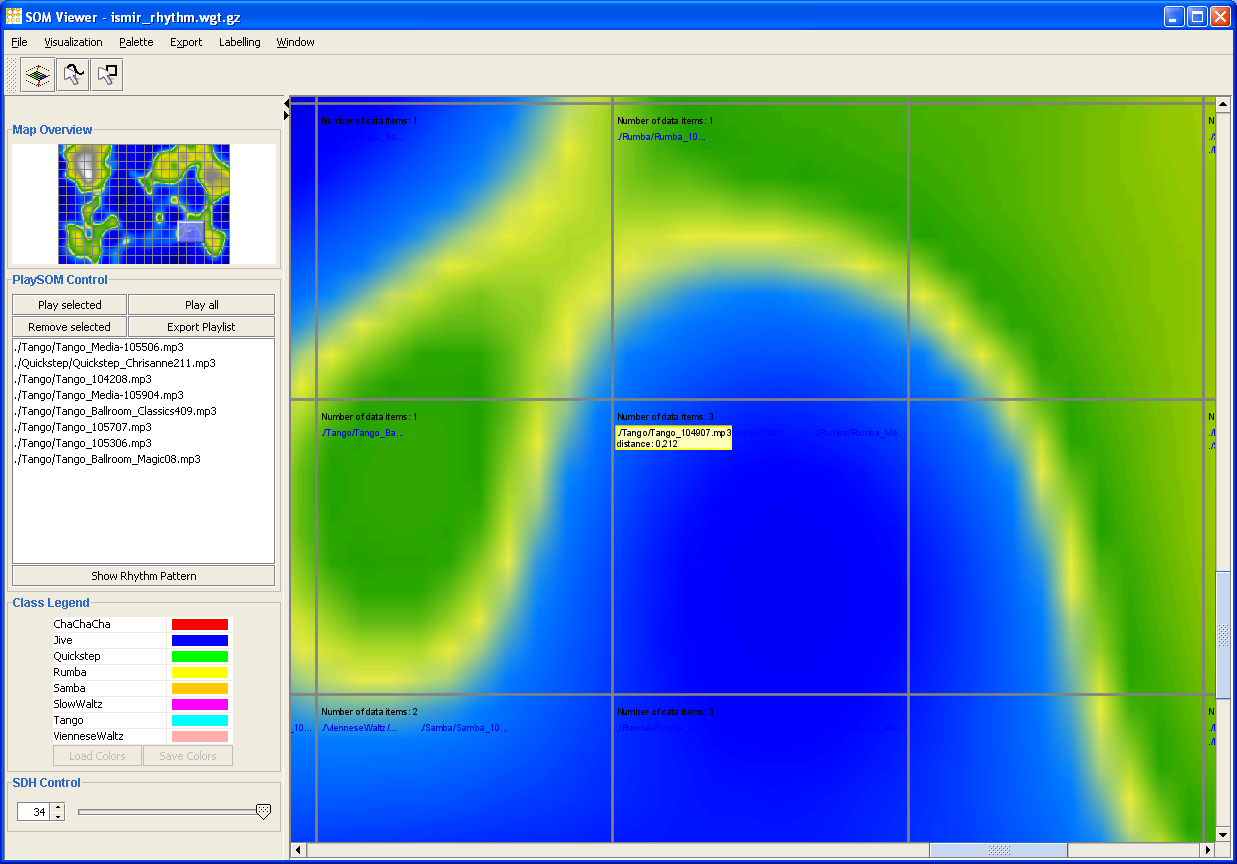 SOM Viewer - ismir_rhythm.wgt.gz
File Visualization Palette Export Labelling Window
Map Overview
PlaySOM Control
Play selected Play all
Remove selected Export Playlist
./Tango/Tango_Media-105506.mp3
./Quickstep/Quickstep_Chrisanne211.mp3
./Tango/Tango_104208.mp3
./Tango/Tango_Media-105904.mp3
./Tango/Tango_Ballroom_Classics409.mp3
./Tango/Tango_105707.mp3
./Tango/Tango_105306.mp3
./Tango/Tango_Ballroom_Magic08.mp3
Show Rhythm Pattern
Class Legend
ChaChaCha
Jive
Quickstep
Rumba
Samba
SlowWaltz
Tango
VienneseWaltz
Load Colors Save Colors
SDH Control
34
Number of data items: 1 Number of data items: 1 N
Tango_Ba... ./Rumba/Rumba_10...
Number of data items: 1 Number of data items: 3 N
./Tango/Tango_Ba... ./Tango/Tango_104907.mp3 nneseWaltz/ ./Rumba/Rumba_Me...
distance: 0,212
Number of data items: 2 Number of data items: 3 N
_10... ./VienneseWaltz/... ./Samba/Samba_10... ./Rumba/Rumba_